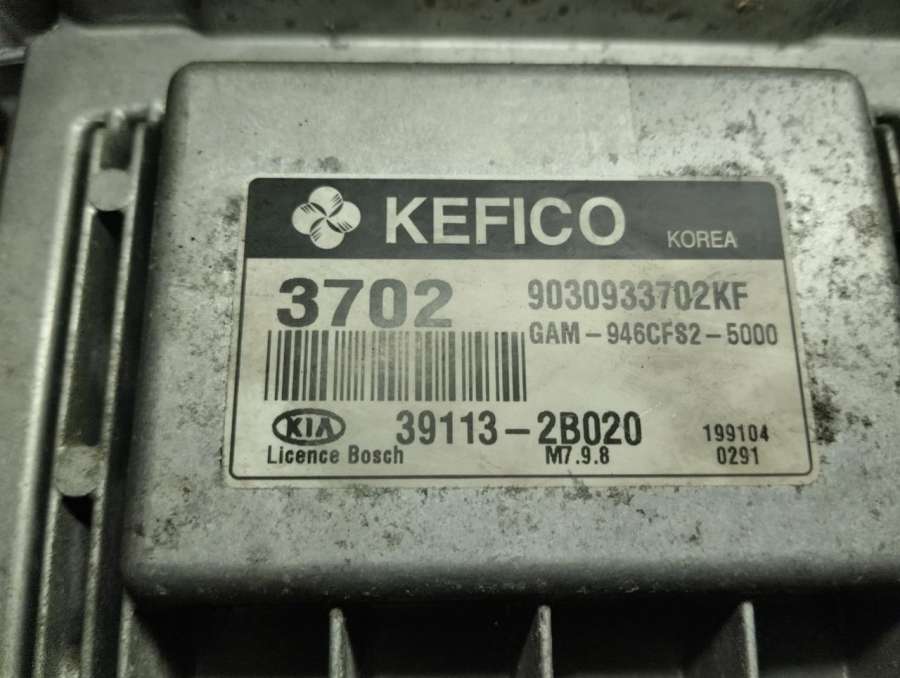 KEFICO KOREA
3702 9030933702KF
GAM-946CFS2-5000
KIA 39113-2B020 199104
Licence Bosch M7.9.8 0291